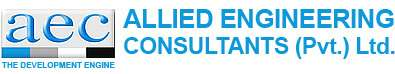 aec
THE DEVELOPMENT ENGINE
ALLIED ENGINEERING
CONSULTANTS (Pvt.) Ltd.